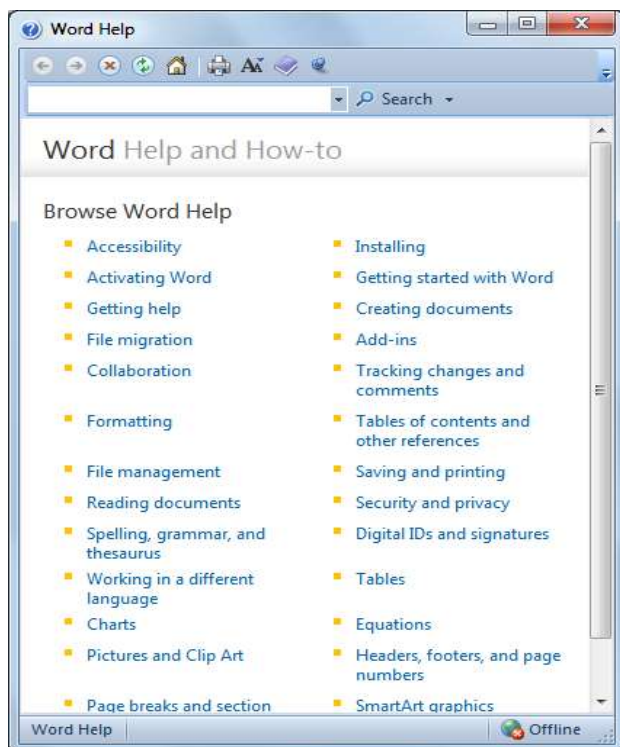 Word Help
Search
Word Help and How-to
Browse Word Help
Accessibility
Installing
Activating Word
Getting started with Word
Getting help
Creating documents
File migration
Add-ins
Collaboration
Tracking changes and
comments
Formatting
Tables of contents and
other references
File management
Saving and printing
Reading documents
Security and privacy
Spelling, grammar, and
thesaurus
Digital IDs and signatures
Working in a different
language
Tables
Charts
Equations
Pictures and Clip Art
Headers, footers, and page
numbers
Page breaks and section
SmartArt graphics
Word Help
Offline